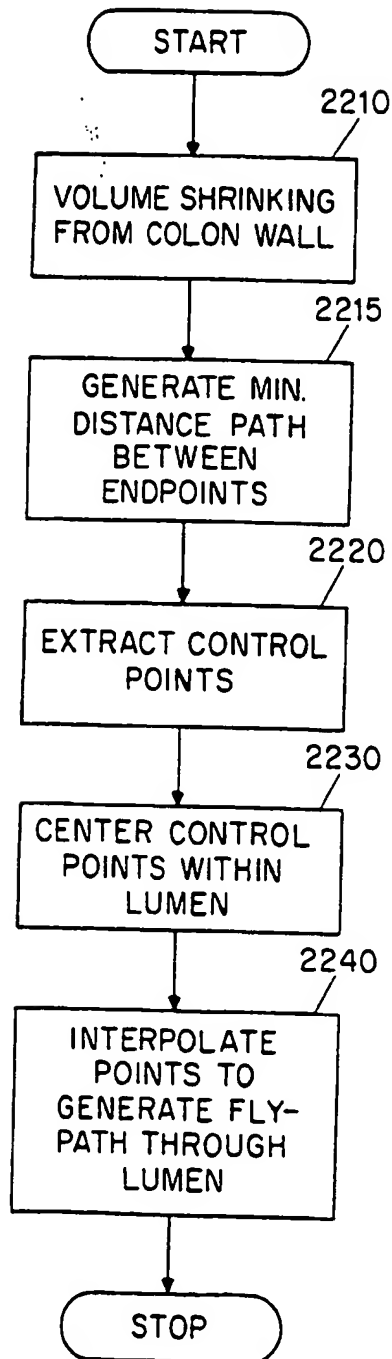 START
2210
VOLUME SHRINKING
FROM COLON WALL
2215
GENERATE MIN.
DISTANCE PATH
BETWEEN
ENDPOINTS
2220
EXTRACT CONTROL
POINTS
2230
CENTER CONTROL
POINTS WITHIN
LUMEN
2240
INTERPOLATE
POINTS TO
GENERATE FLY-
PATH THROUGH
LUMEN
STOP